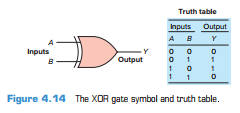 Truth table
Inputs Output
A B Y
0 0 0
0 1 1
1 0 1
1 1 0
A
Inputs
B
Y
Output
Figure 4.14 The XOR gate symbol and truth table.